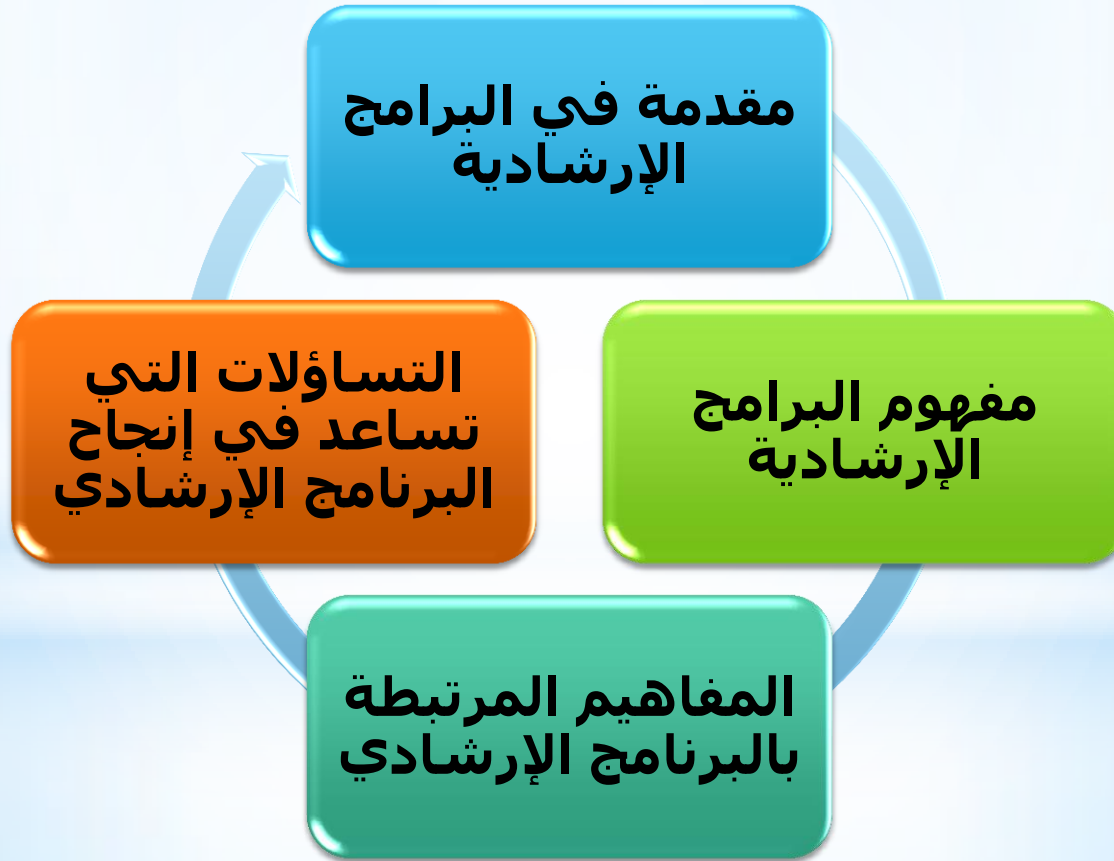 مقدمة في البرامج
الإرشادية
مفهوم البرامج
الإرشادية
المفاهيم المرتبطة
بالبرنامج الإرشادي
التساؤلات التي
تساعد في إنجاح
البرنامج الإرشادي